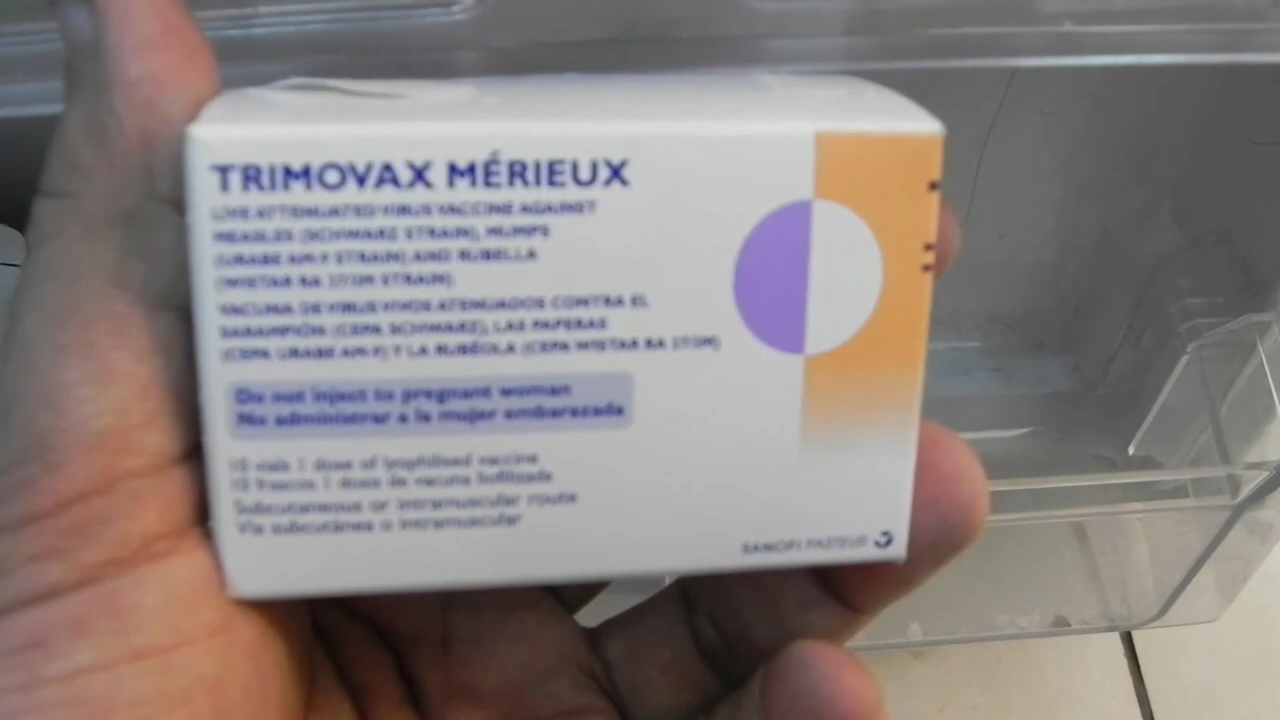 TRIMOVAX MÉRIEUX
LIVE ATTENUATED VIRUS VACCINE AGAINST
MEASLES (SCHWARZ STRAIN), MUMPS
(URABE AM-9 STRAIN) AND RUBELLA
(WISTAR RA 27/3M STRAIN)
VACUNA DE VIRUS VIVOS ATENUADOS CONTRA EL
SARAMPIÓN (CEPA SCHWARZ), LAS PAPERAS
(CEPA URABE AM-9) Y LA RUBÉOLA (CEPA WISTAR RA 27/3M)
Do not inject to pregnant woman
No administrar a la mujer embarazada
10 vials 1 dose of lyophilised vaccine
10 frascos 1 dosis de vacuna liofilizada
Subcutaneous or intramuscular route
Vía subcutánea o intramuscular
SANOFI PASTEUR